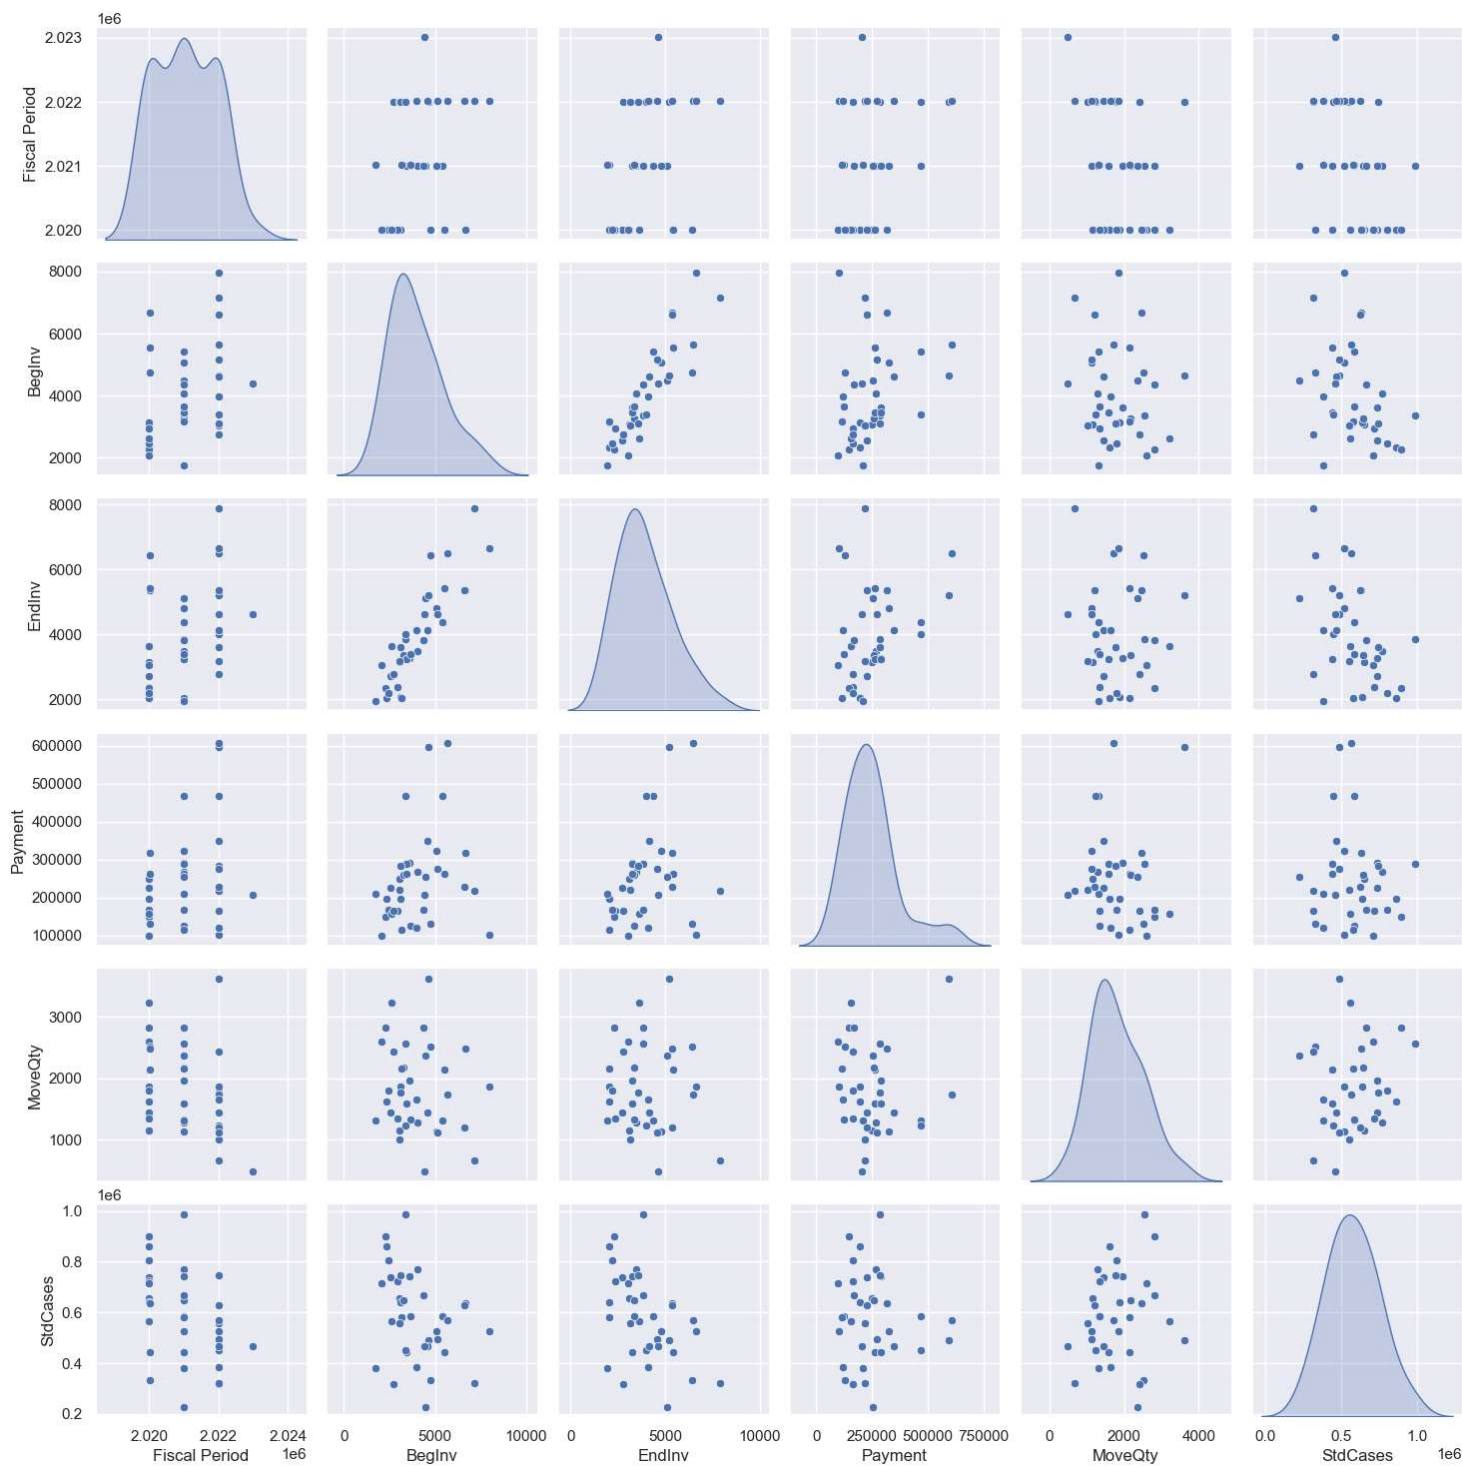 1e6
2.023
2.022
2.021
2.020
Fiscal Period
8000
6000
4000
2000
BegInv
8000
6000
4000
2000
EndInv
600000
500000
400000
300000
200000
100000
Payment
3000
2000
1000
MoveQty
1e6
1.0
0.8
0.6
0.4
0.2
StdCases
2.020 2.022 2.024 0 5000 10000 0 5000 10000 0 250000 500000 750000 0 2000 4000 0.0 0.5 1.0
Fiscal Period 1e6 BegInv EndInv Payment MoveQty StdCases 1e6